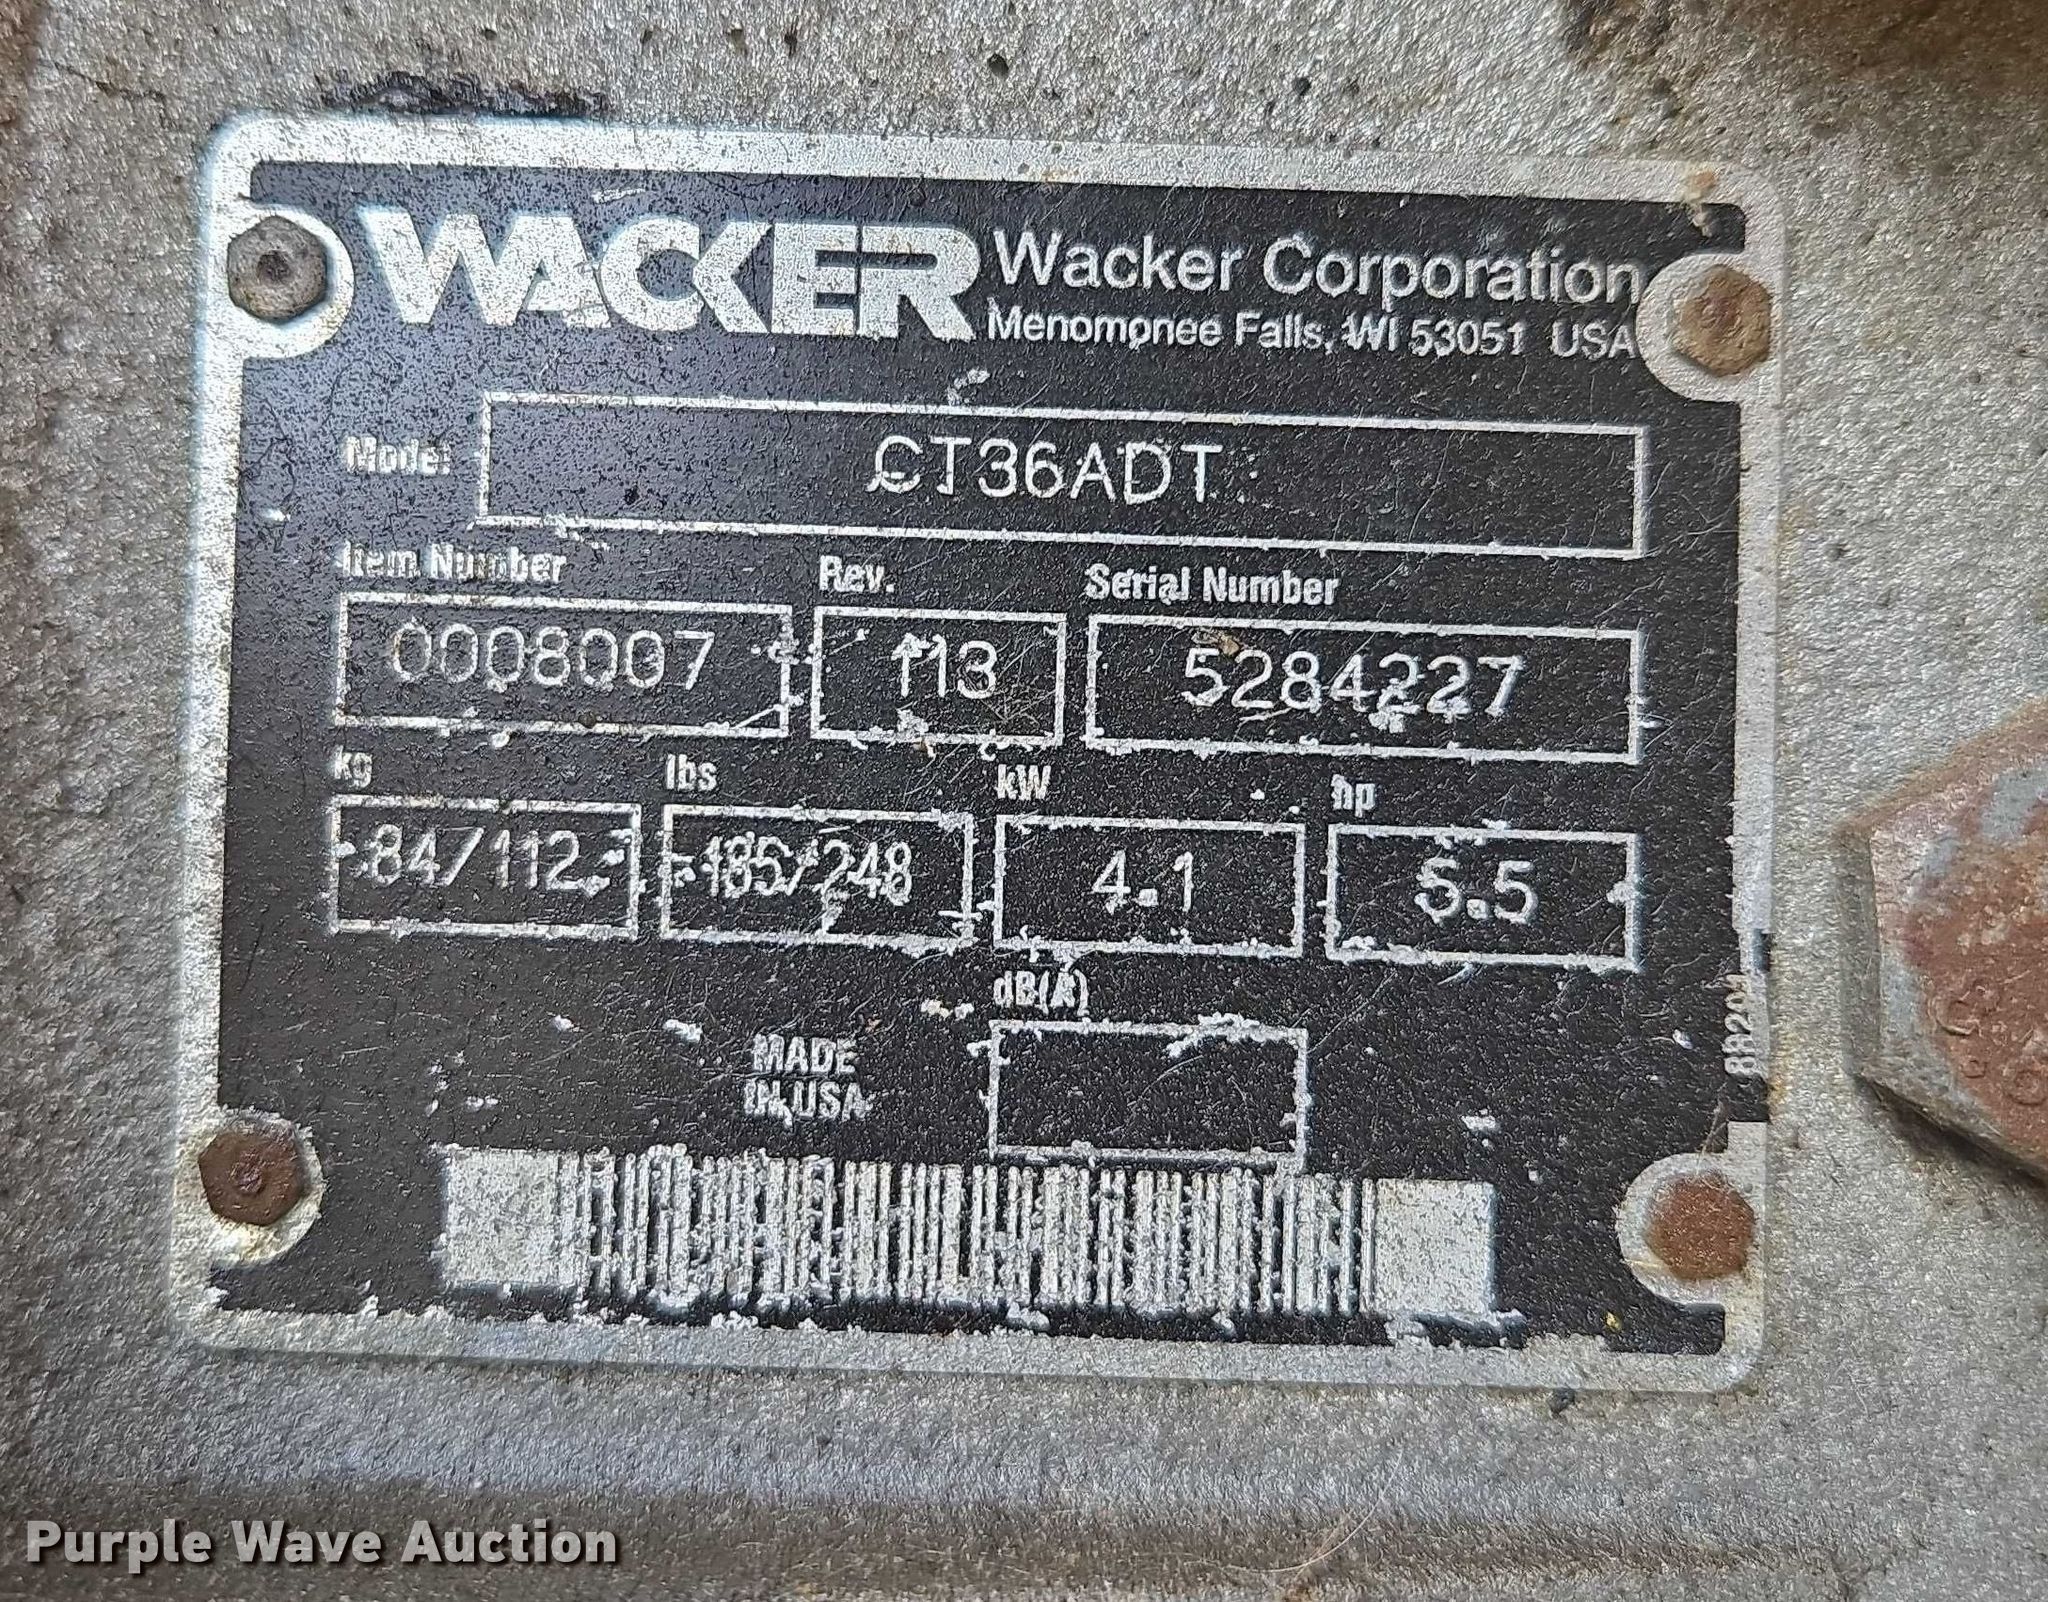 WACKER Wacker Corporation
Menomonee Falls, WI 53051 USA
Model CT36ADT
Item Number Rev. Serial Number
0008007 113 5284227
kg lbs kW hp
84/112 185/248 4.1 5.5
dB(A)
MADE
IN USA
Purple Wave Auction